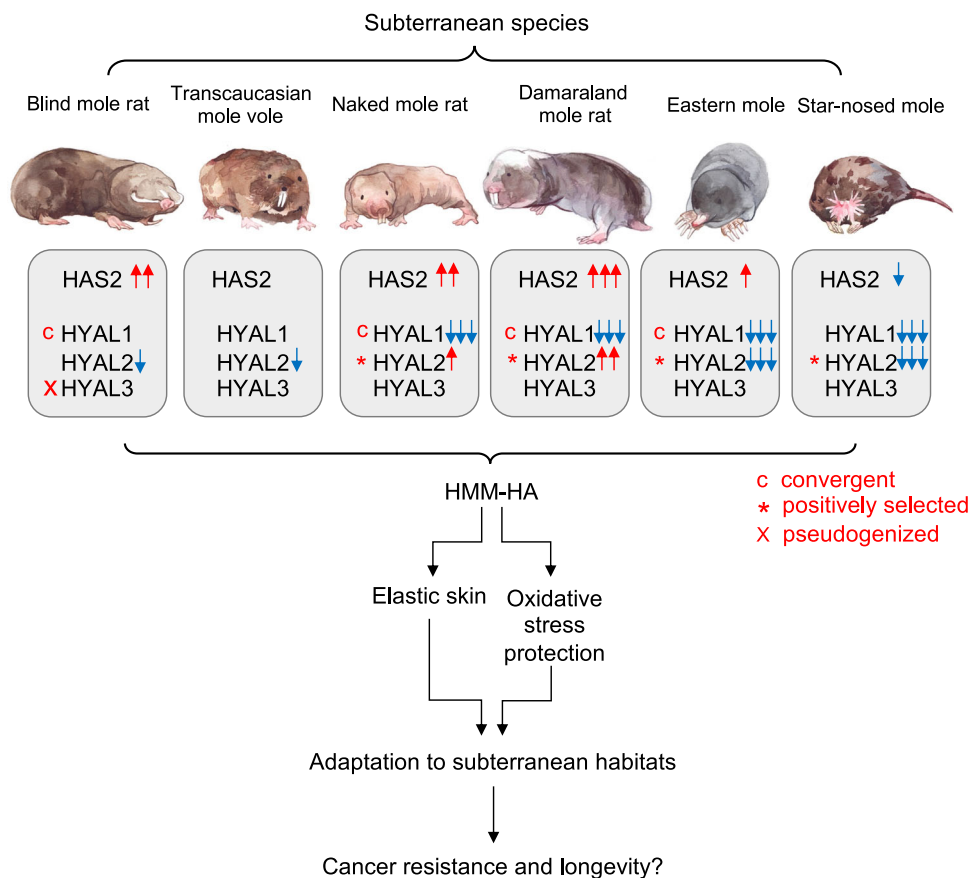 Subterranean species
Blind mole rat
Transcaucasian
mole vole
Naked mole rat
Damaraland
mole rat
Eastern mole
Star-nosed mole
HAS2 ↑↑
c HYAL1
HYAL2 ↓
X HYAL3
HAS2
HYAL1
HYAL2 ↓
HYAL3
HAS2 ↑↑
c HYAL1 ↓↓↓
* HYAL2 ↑
HYAL3
HAS2 ↑↑↑
c HYAL1 ↓↓↓
* HYAL2 ↑↑
HYAL3
HAS2 ↑
c HYAL1 ↓↓↓
* HYAL2 ↓↓↓
HYAL3
HAS2 ↓
HYAL1 ↓↓↓
* HYAL2 ↓↓↓
HYAL3
HMM-HA
c convergent
* positively selected
X pseudogenized
Elastic skin
Oxidative
stress
protection
Adaptation to subterranean habitats
Cancer resistance and longevity?